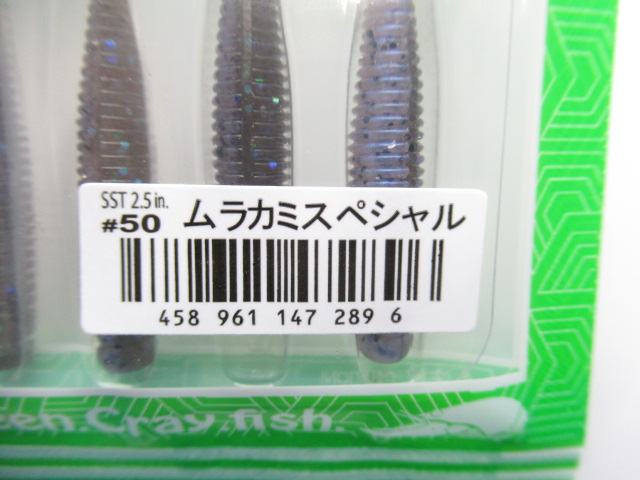 SST 2.5 in.
#50 ムラカミスペシャル
458 961 147 289 6
Cray fish.